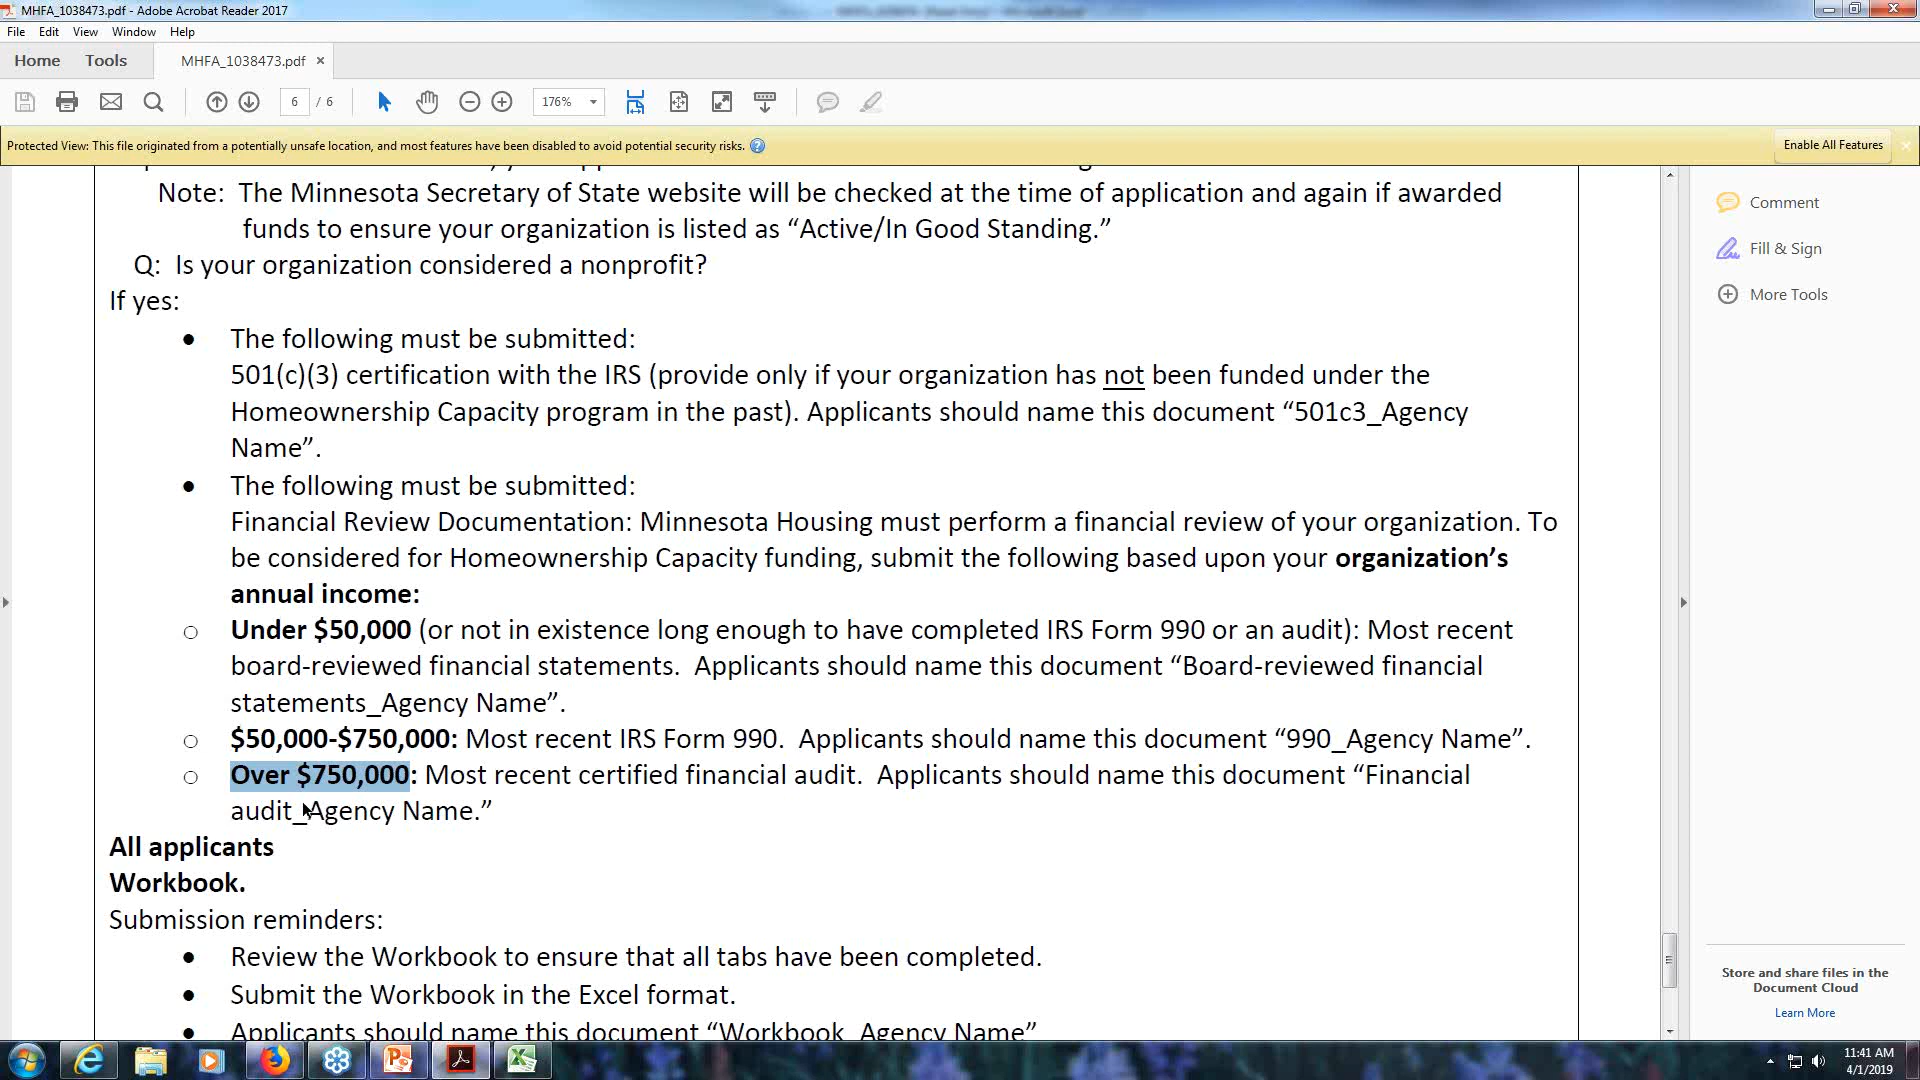 MHFA_1038473.pdf - Adobe Acrobat Reader 2017
File Edit View Window Help
Home Tools MHFA_1038473.pdf ×
6 / 6 176%
Protected View: This file originated from a potentially unsafe location, and most features have been disabled to avoid potential security risks. Enable All Features
Note: The Minnesota Secretary of State website will be checked at the time of application and again if awarded
funds to ensure your organization is listed as “Active/In Good Standing.”
Q: Is your organization considered a nonprofit?
If yes:
• The following must be submitted:
501(c)(3) certification with the IRS (provide only if your organization has not been funded under the
Homeownership Capacity program in the past). Applicants should name this document “501c3_Agency
Name”.
• The following must be submitted:
Financial Review Documentation: Minnesota Housing must perform a financial review of your organization. To
be considered for Homeownership Capacity funding, submit the following based upon your organization’s
annual income:
○ Under $50,000 (or not in existence long enough to have completed IRS Form 990 or an audit): Most recent
board-reviewed financial statements. Applicants should name this document “Board-reviewed financial
statements_Agency Name”.
○ $50,000-$750,000: Most recent IRS Form 990. Applicants should name this document “990_Agency Name”.
○ Over $750,000: Most recent certified financial audit. Applicants should name this document “Financial
audit_Agency Name.”
All applicants
Workbook.
Submission reminders:
• Review the Workbook to ensure that all tabs have been completed.
• Submit the Workbook in the Excel format.
• Applicants should name this document “Workbook_Agency Name”
Comment
Fill & Sign
More Tools
Store and share files in the
Document Cloud
Learn More
11:41 AM
4/1/2019